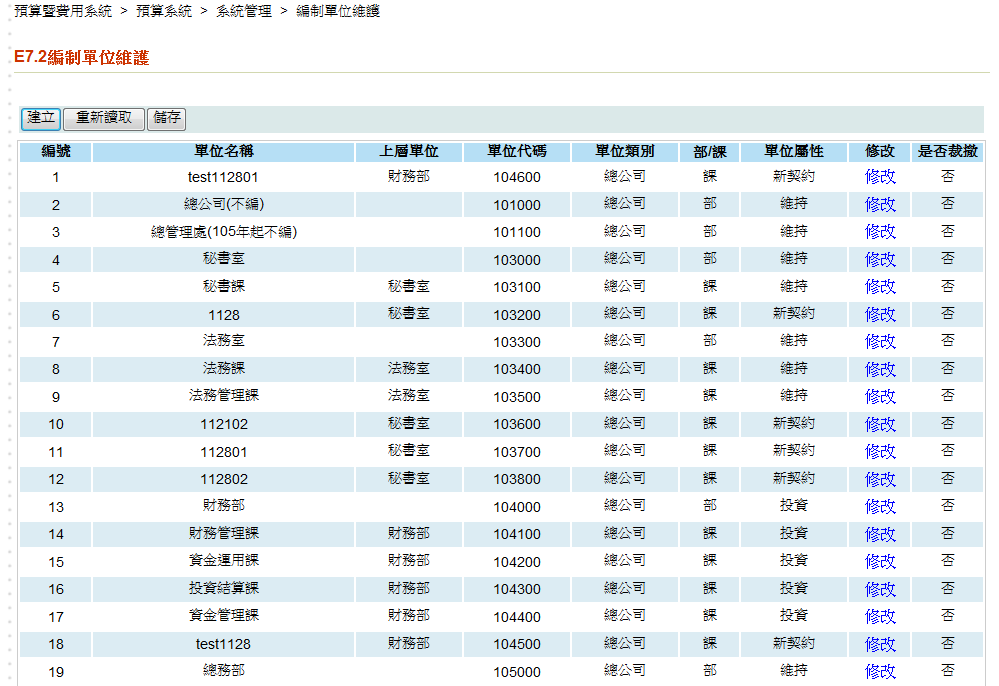 預算暨費用系統 > 預算系統 > 系統管理 > 編制單位維護
E7.2編制單位維護
建立 重新讀取 儲存
編號 單位名稱 上層單位 單位代碼 單位類別 部/課 單位屬性 修改 是否裁撤
1 test112801 財務部 104600 總公司 課 新契約 修改 否
2 總公司(不編) 101000 總公司 部 維持 修改 否
3 總管理處(105年起不編) 101100 總公司 部 維持 修改 否
4 秘書室 103000 總公司 部 維持 修改 否
5 秘書課 秘書室 103100 總公司 課 維持 修改 否
6 1128 秘書室 103200 總公司 課 新契約 修改 否
7 法務室 103300 總公司 部 維持 修改 否
8 法務課 法務室 103400 總公司 課 維持 修改 否
9 法務管理課 法務室 103500 總公司 課 維持 修改 否
10 112102 秘書室 103600 總公司 課 新契約 修改 否
11 112801 秘書室 103700 總公司 課 新契約 修改 否
12 112802 秘書室 103800 總公司 課 新契約 修改 否
13 財務部 104000 總公司 部 投資 修改 否
14 財務管理課 財務部 104100 總公司 課 投資 修改 否
15 資金運用課 財務部 104200 總公司 課 投資 修改 否
16 投資結算課 財務部 104300 總公司 課 投資 修改 否
17 資金管理課 財務部 104400 總公司 課 投資 修改 否
18 test1128 財務部 104500 總公司 課 新契約 修改 否
19 總務部 105000 總公司 部 維持 修改 否